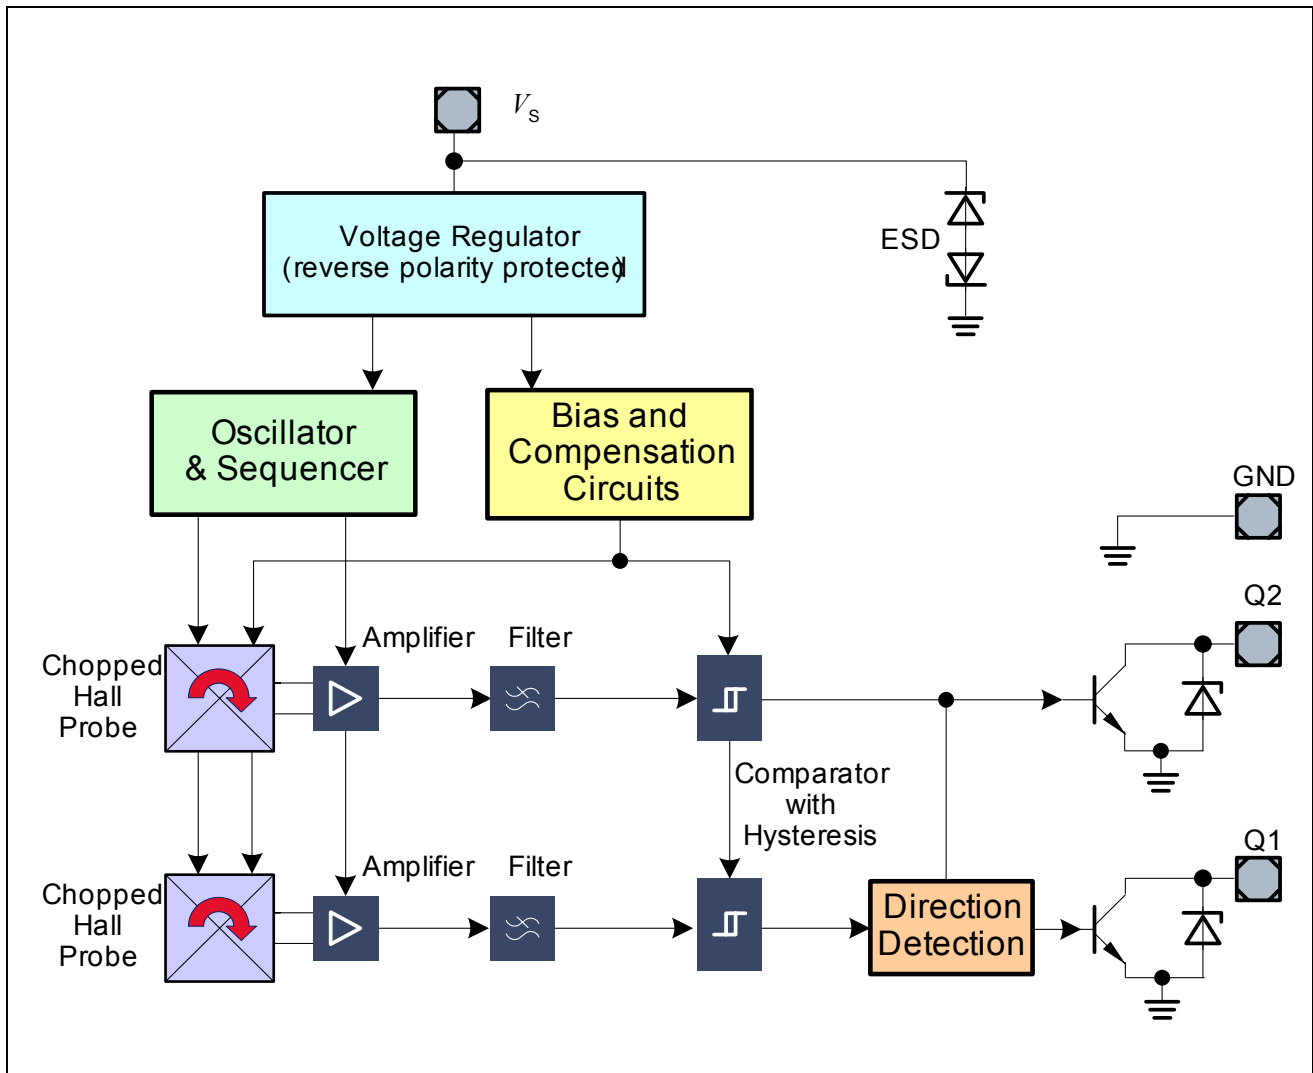 VS
Voltage Regulator
(reverse polarity protected)
ESD
Oscillator
& Sequencer
Bias and
Compensation
Circuits
GND
Q2
Amplifier
Filter
Chopped
Hall
Probe
Comparator
with
Hysteresis
Q1
Amplifier
Filter
Chopped
Hall
Probe
Direction
Detection